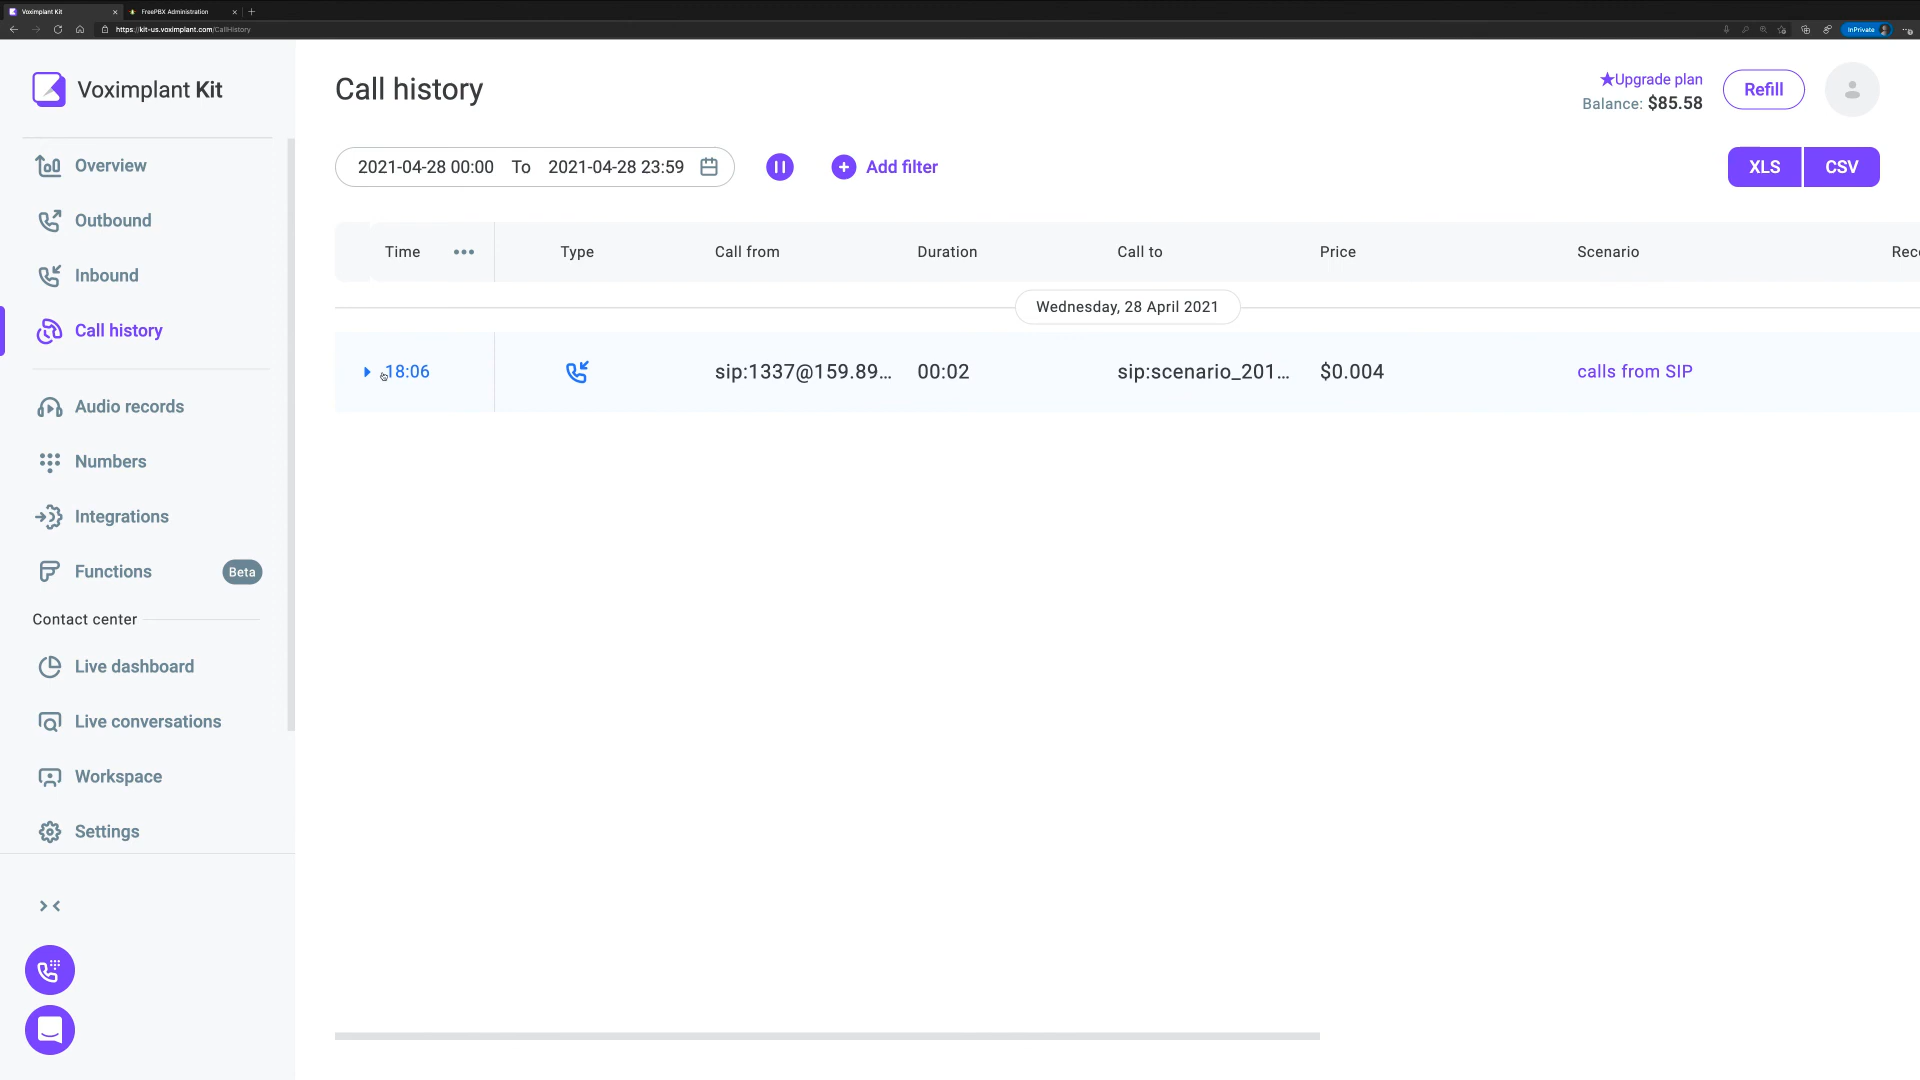 Voximplant Kit
FreePBX Administration
https://kit-us.voximplant.com/CallHistory
InPrivate
Voximplant Kit
Overview
Outbound
Inbound
Call history
Audio records
Numbers
Integrations
Functions
Beta
Contact center
Live dashboard
Live conversations
Workspace
Settings
Call history
Upgrade plan
Balance: $85.58
Refill
2021-04-28 00:00 To 2021-04-28 23:59
Add filter
XLS
CSV
Time
Type
Call from
Duration
Call to
Price
Scenario
Rec
Wednesday, 28 April 2021
18:06
sip:1337@159.89...
00:02
sip:scenario_201...
$0.004
calls from SIP